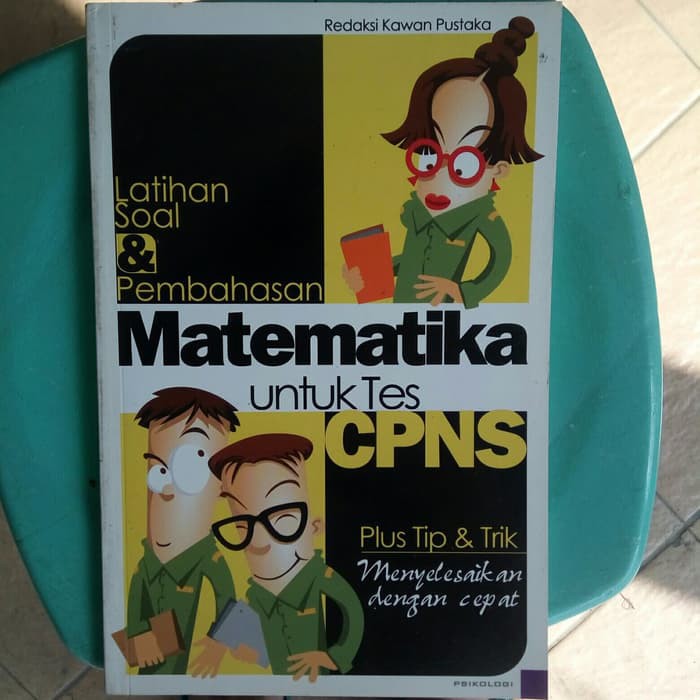 Redaksi Kawan Pustaka
Latihan
Soal
&
Pembahasan
Matematika
untuk Tes
CPNS
Plus Tip & Trik
Menyelesaikan
dengan cepat
PSIKOLOGI